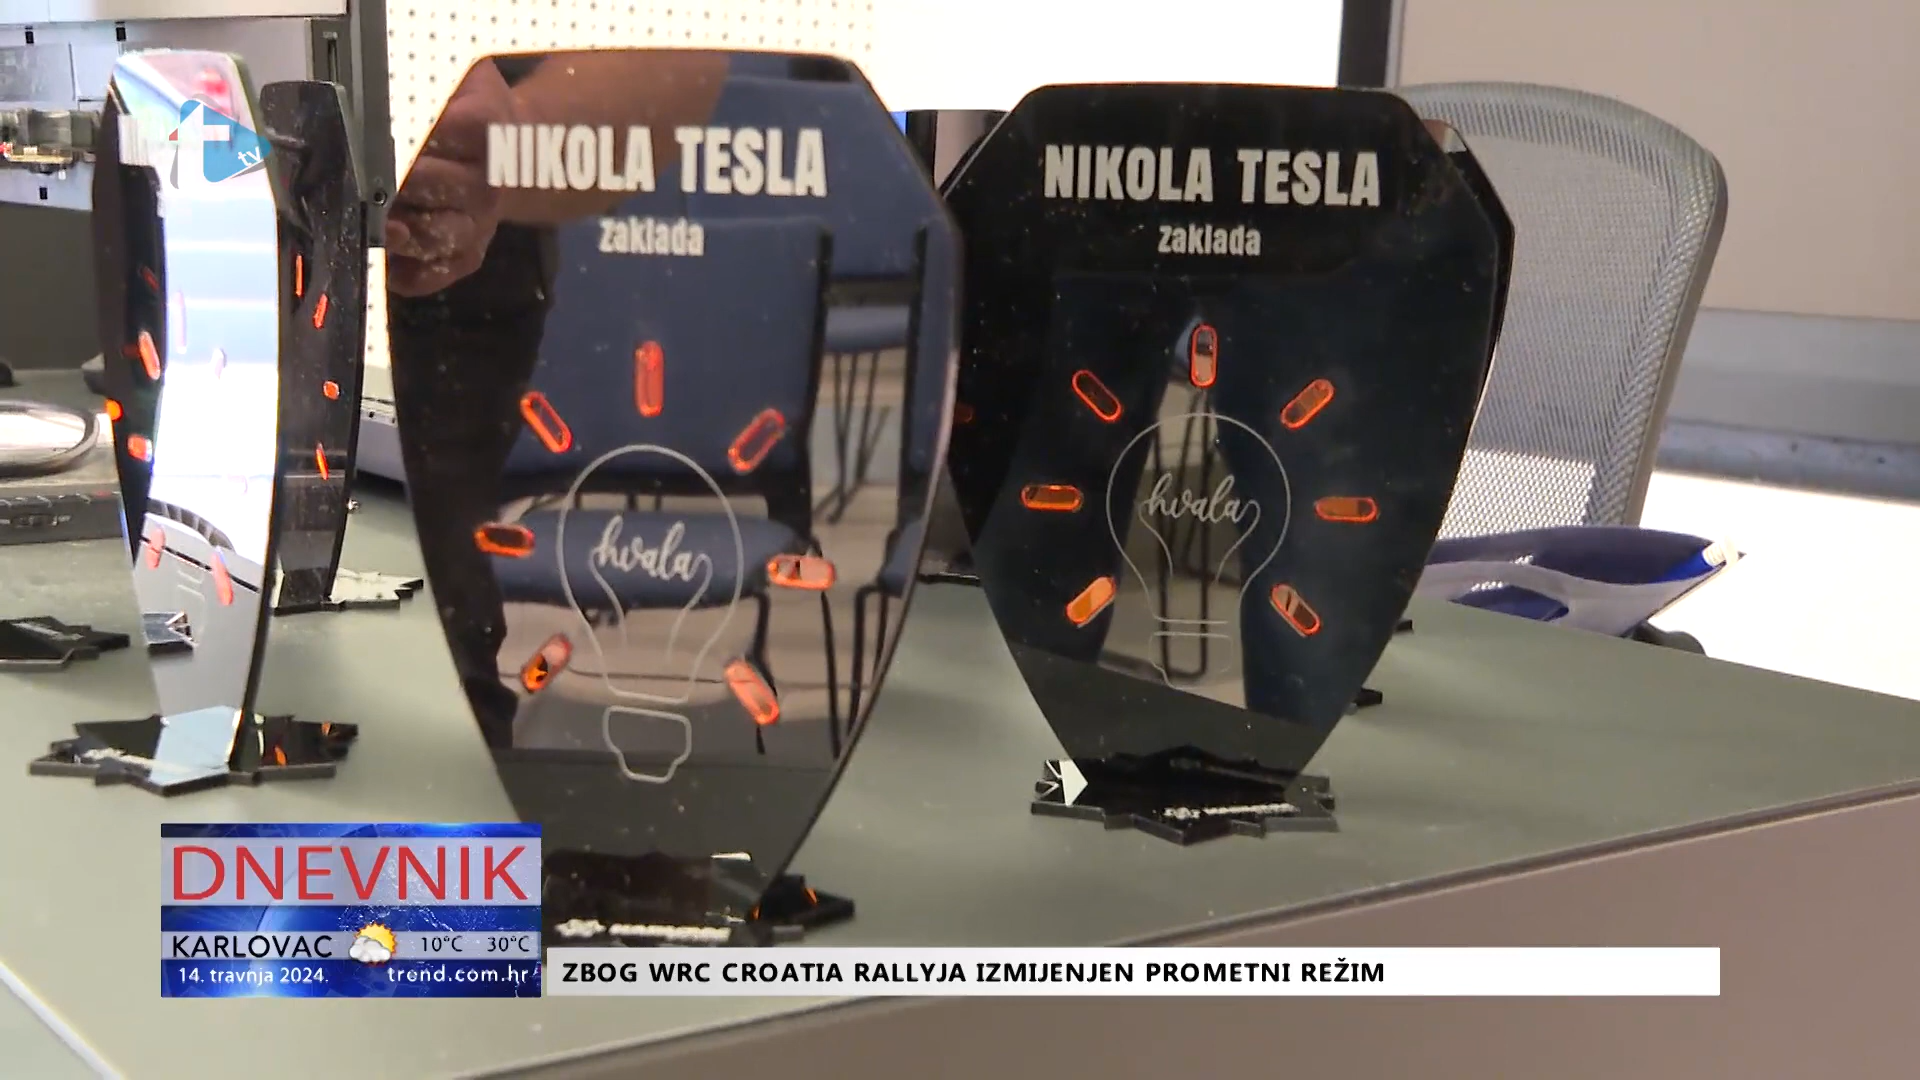 t tv
NIKOLA TESLA
zaklada
hvala
NIKOLA TESLA
zaklada
hvala
DNEVNIK
KARLOVAC 10°C 30°C
14. travnja 2024. trend.com.hr
ZBOG WRC CROATIA RALLYJA IZMIJENJEN PROMETNI REŽIM